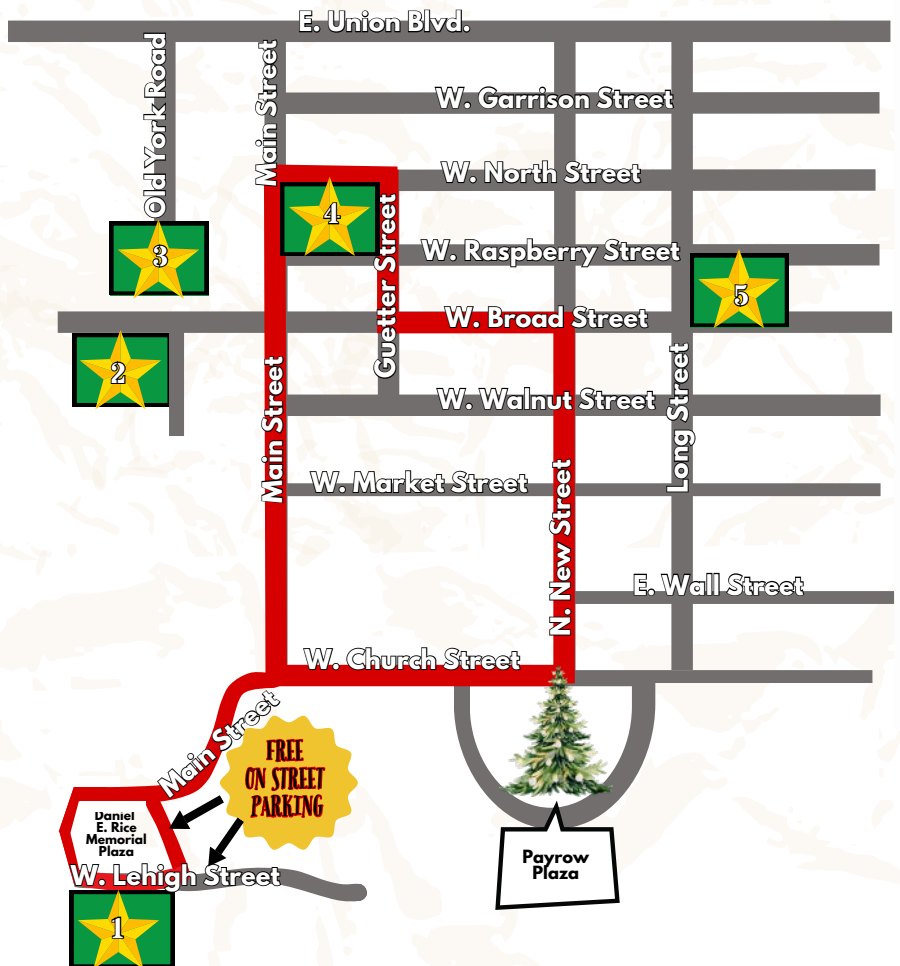 E. Union Blvd.
Old York Road
Main Street
W. Garrison Street
W. North Street
4
Guetter Street
W. Raspberry Street
3
5
W. Broad Street
2
Main Street
W. Walnut Street
Long Street
W. Market Street
N. New Street
E. Wall Street
W. Church Street
Main Street
FREE
ON STREET
PARKING
Daniel
E. Rice
Memorial
Plaza
W. Lehigh Street
Payrow
Plaza
1